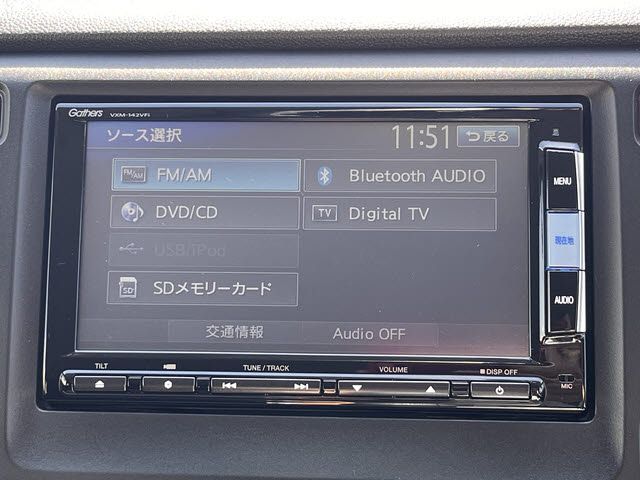 Gathers VXM-142VFi
ソース選択 11:51 戻る
FM/AM FM/AM Bluetooth AUDIO
DVD/CD TV Digital TV
USB/iPod
SD SDメモリーカード
交通情報 Audio OFF
MENU
現在地
AUDIO
TILT TUNE / TRACK VOLUME DISP OFF
MIC